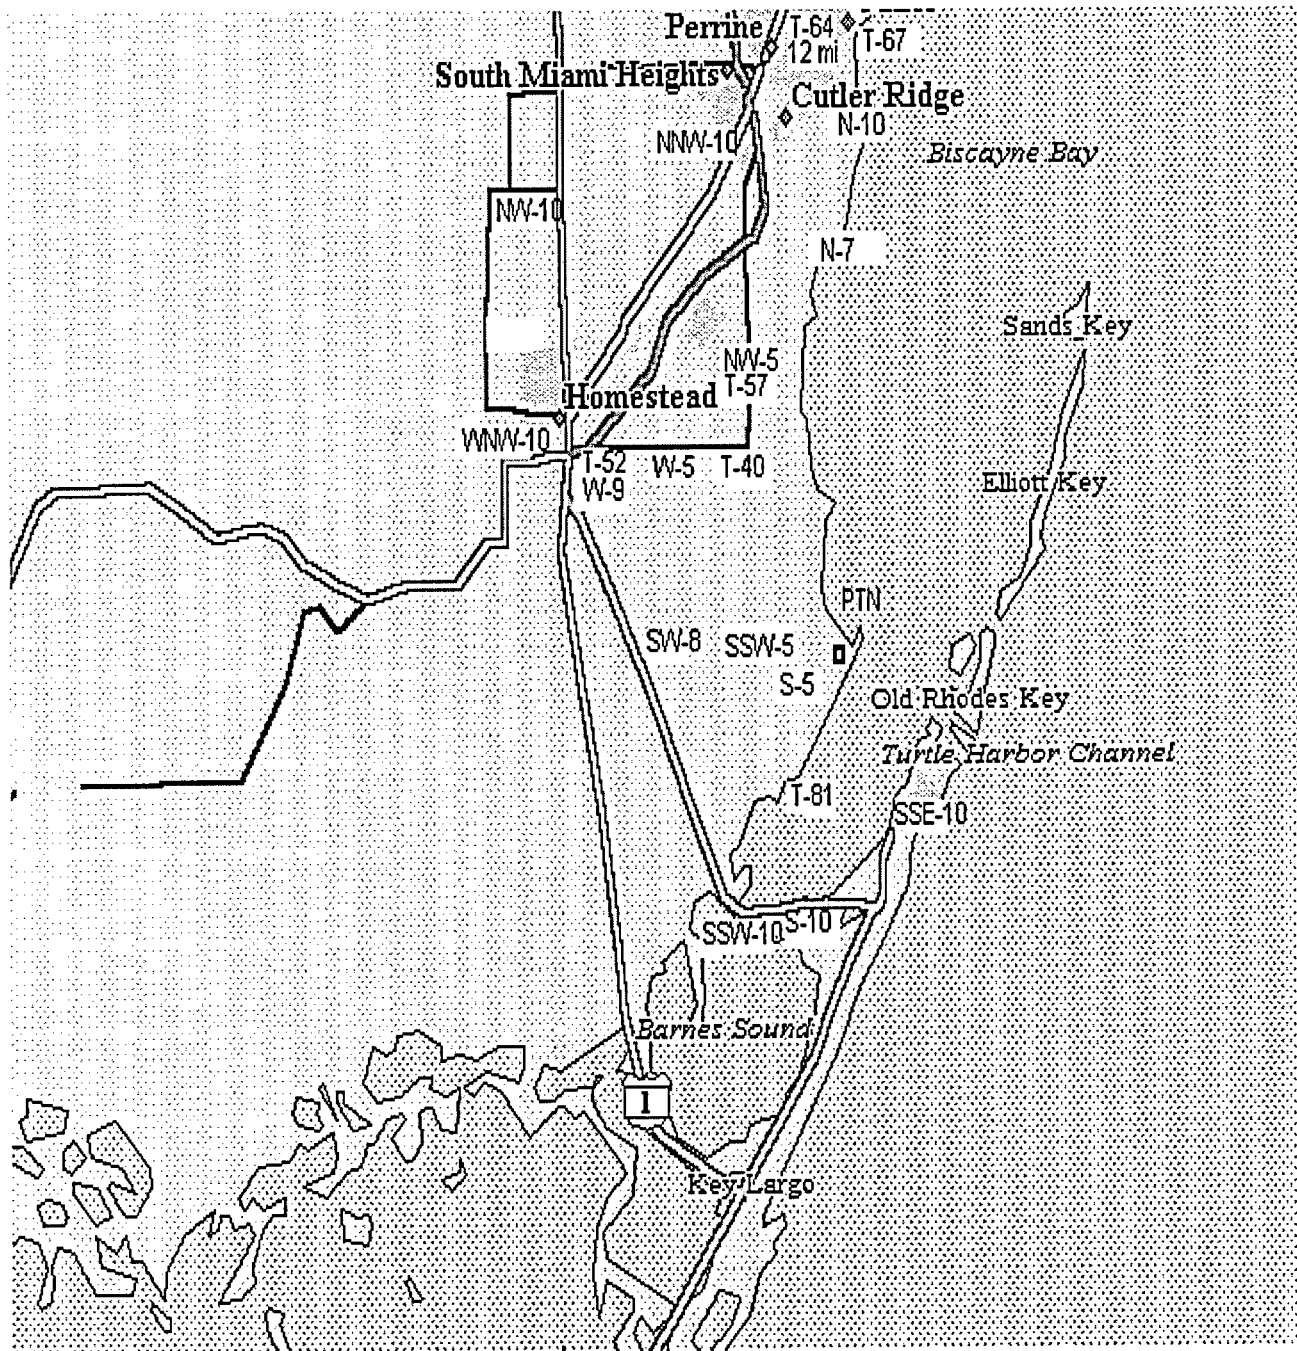 Perrine
T-64
12 mi
T-67
South Miami Heights
Cutler Ridge
N-10
NNW-10
Biscayne Bay
NW-10
N-7
Sands Key
NW-5
T-57
Homestead
WNW-10
T-52
W-5
T-40
W-9
Elliott Key
PTN
SW-8
SSW-5
S-5
Old Rhodes Key
Turtle Harbor Channel
T-81
SSE-10
SSW-10
S-10
Barnes Sound
1
Key Largo